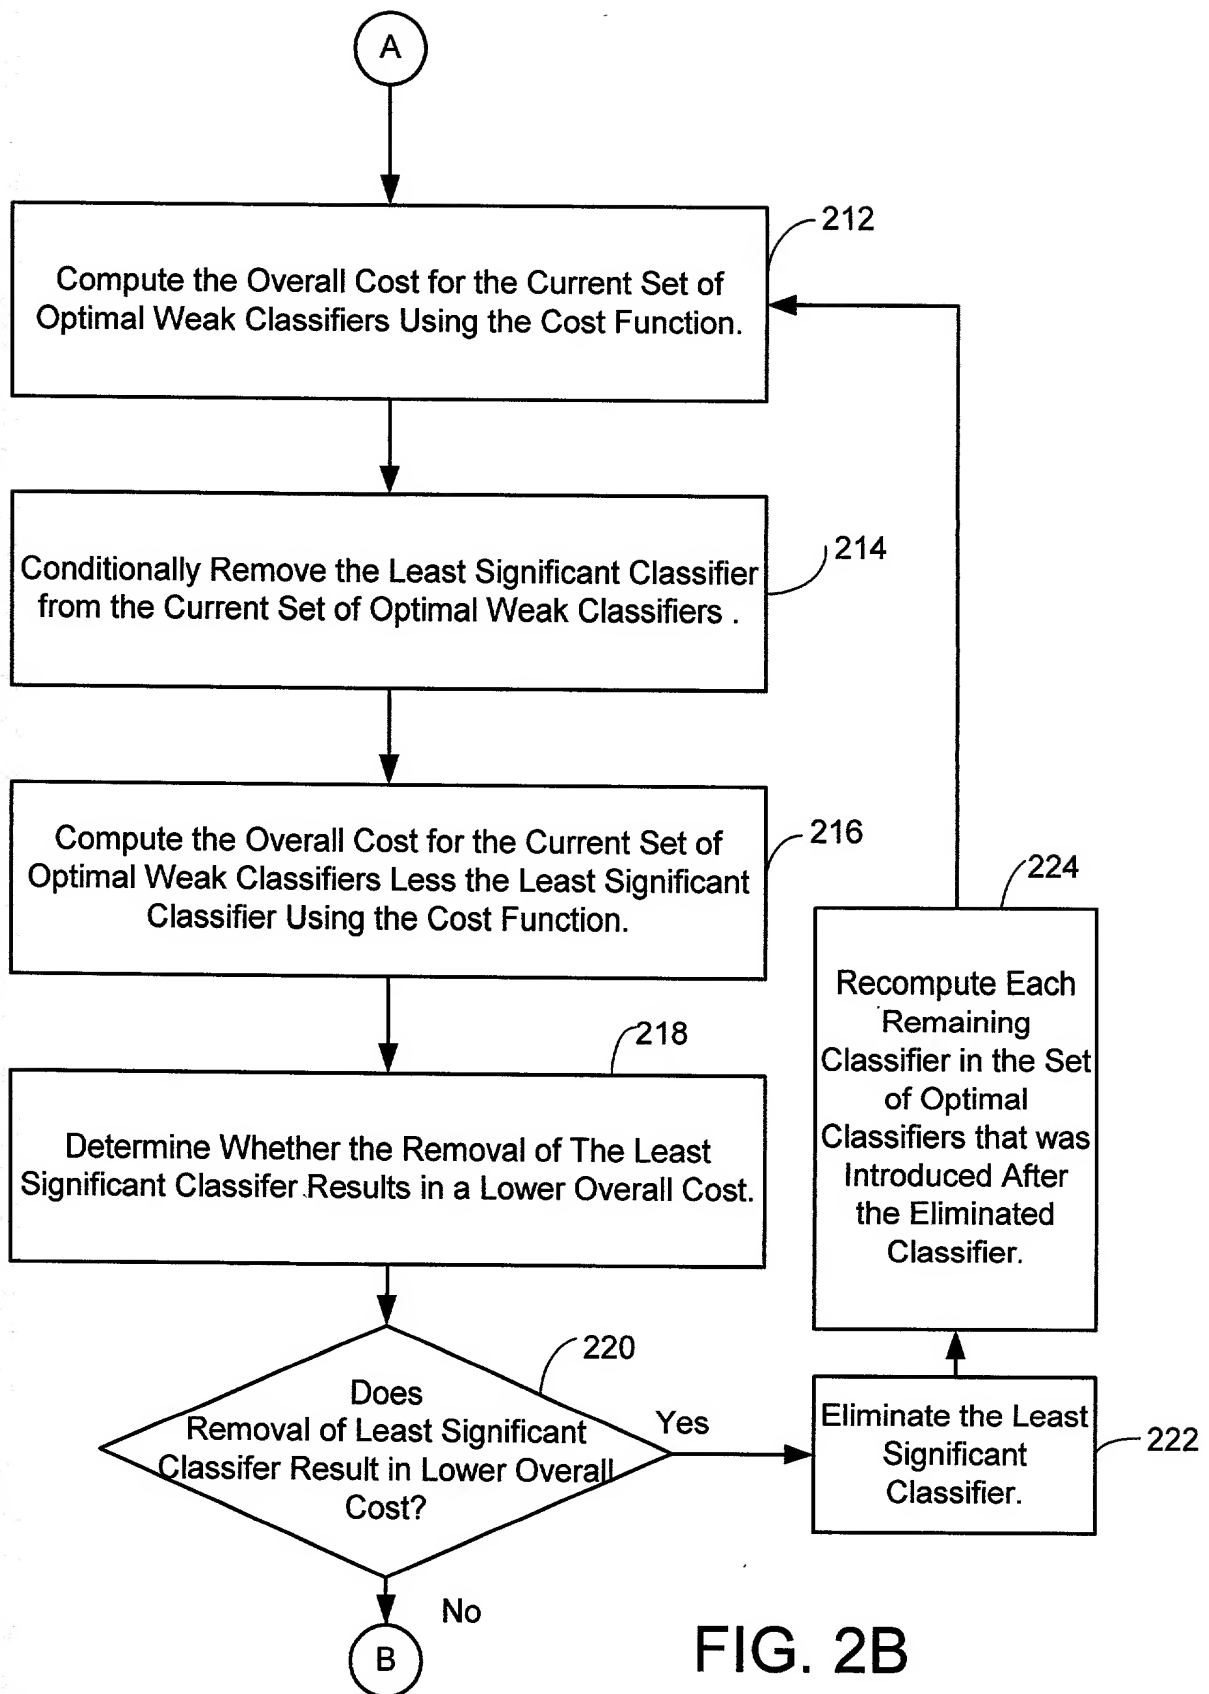 A
212
Compute the Overall Cost for the Current Set of
Optimal Weak Classifiers Using the Cost Function.
214
Conditionally Remove the Least Significant Classifier
from the Current Set of Optimal Weak Classifiers .
216
Compute the Overall Cost for the Current Set of
Optimal Weak Classifiers Less the Least Significant
Classifier Using the Cost Function.
224
Recompute Each
Remaining
Classifier in the Set
of Optimal
Classifiers that was
Introduced After
the Eliminated
Classifier.
218
Determine Whether the Removal of The Least
Significant Classifer Results in a Lower Overall Cost.
220
Does
Removal of Least Significant
Classifer Result in Lower Overall
Cost?
Yes
Eliminate the Least
Significant
Classifier.
222
No
B
FIG. 2B